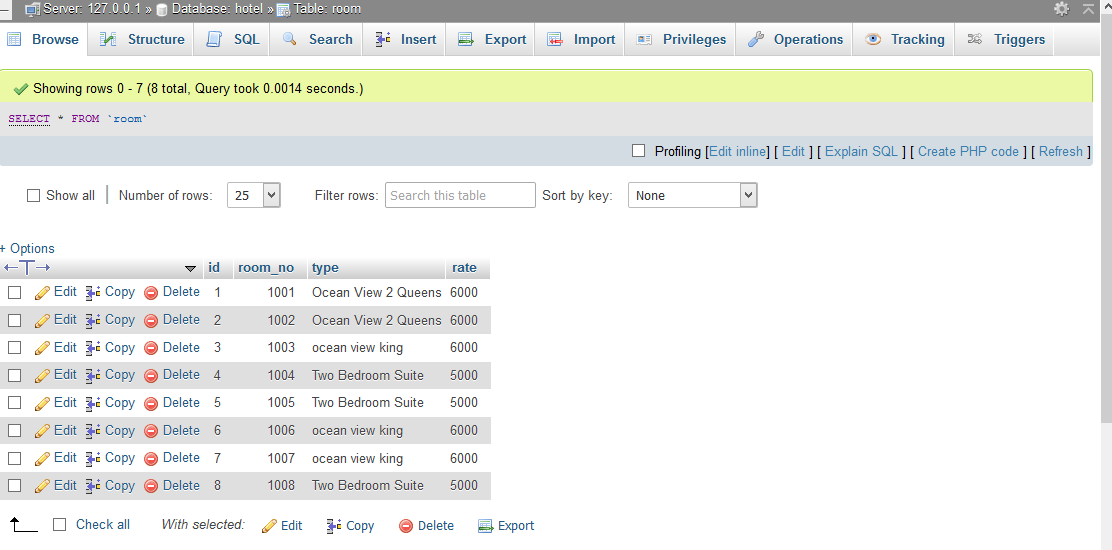 Server: 127.0.0.1 » Database: hotel » Table: room
Browse Structure SQL Search Insert Export Import Privileges Operations Tracking Triggers
Showing rows 0 - 7 (8 total, Query took 0.0014 seconds.)
SELECT * FROM `room`
Profiling [Edit inline] [ Edit ] [ Explain SQL ] [ Create PHP code ] [ Refresh ]
Show all | Number of rows: 25 Filter rows: Search this table Sort by key: None
+ Options
←T→ id room_no type rate
Edit Copy Delete 1 1001 Ocean View 2 Queens 6000
Edit Copy Delete 2 1002 Ocean View 2 Queens 6000
Edit Copy Delete 3 1003 ocean view king 6000
Edit Copy Delete 4 1004 Two Bedroom Suite 5000
Edit Copy Delete 5 1005 Two Bedroom Suite 5000
Edit Copy Delete 6 1006 ocean view king 6000
Edit Copy Delete 7 1007 ocean view king 6000
Edit Copy Delete 8 1008 Two Bedroom Suite 5000
Check all With selected: Edit Copy Delete Export